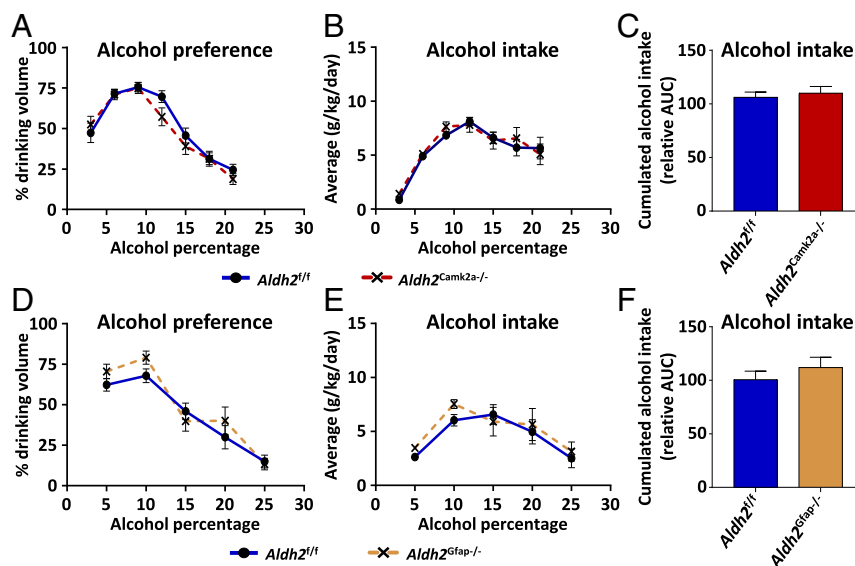 A
Alcohol preference
% drinking volume
100
75
50
25
0
0 5 10 15 20 25 30
Alcohol percentage
B
Alcohol intake
Average (g/kg/day)
15
10
5
0
0 5 10 15 20 25 30
Alcohol percentage
C
Alcohol intake
Cumulated alcohol intake
(relative AUC)
150
100
50
0
Aldh2f/f
Aldh2Camk2a-/-
Aldh2f/f
Aldh2Camk2a-/-
D
Alcohol preference
% drinking volume
100
75
50
25
0
0 5 10 15 20 25 30
Alcohol percentage
E
Alcohol intake
Average (g/kg/day)
15
10
5
0
0 5 10 15 20 25 30
Alcohol percentage
F
Alcohol intake
Cumulated alcohol intake
(relative AUC)
150
100
50
0
Aldh2f/f
Aldh2Gfap-/-
Aldh2f/f
Aldh2Gfap-/-